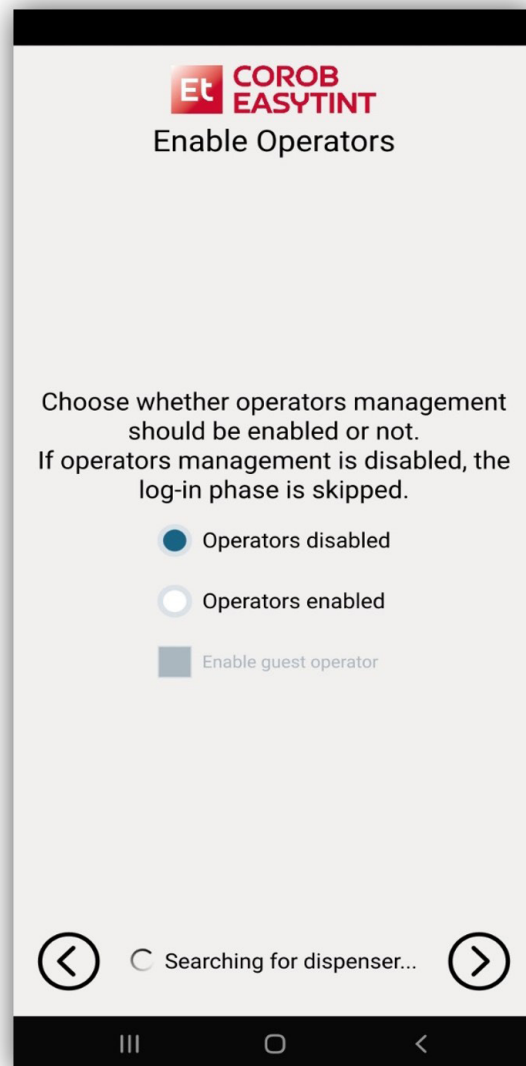 Et COROB
EASYTINT
Enable Operators
Choose whether operators management
should be enabled or not.
If operators management is disabled, the
log-in phase is skipped.
Operators disabled
Operators enabled
Enable guest operator
Searching for dispenser...